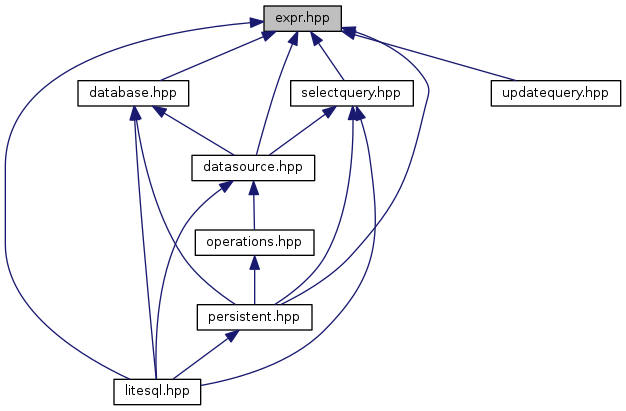 expr.hpp
database.hpp
selectquery.hpp
updatequery.hpp
datasource.hpp
operations.hpp
persistent.hpp
litesql.hpp